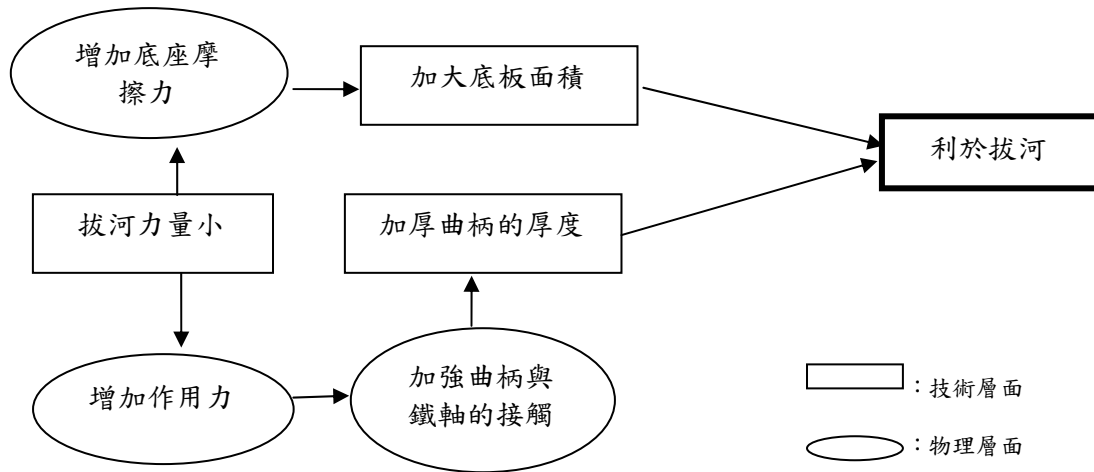 增加底座摩
擦力
加大底板面積
利於拔河
拔河力量小
加厚曲柄的厚度
增加作用力
加強曲柄與
鐵軸的接觸
：技術層面
：物理層面